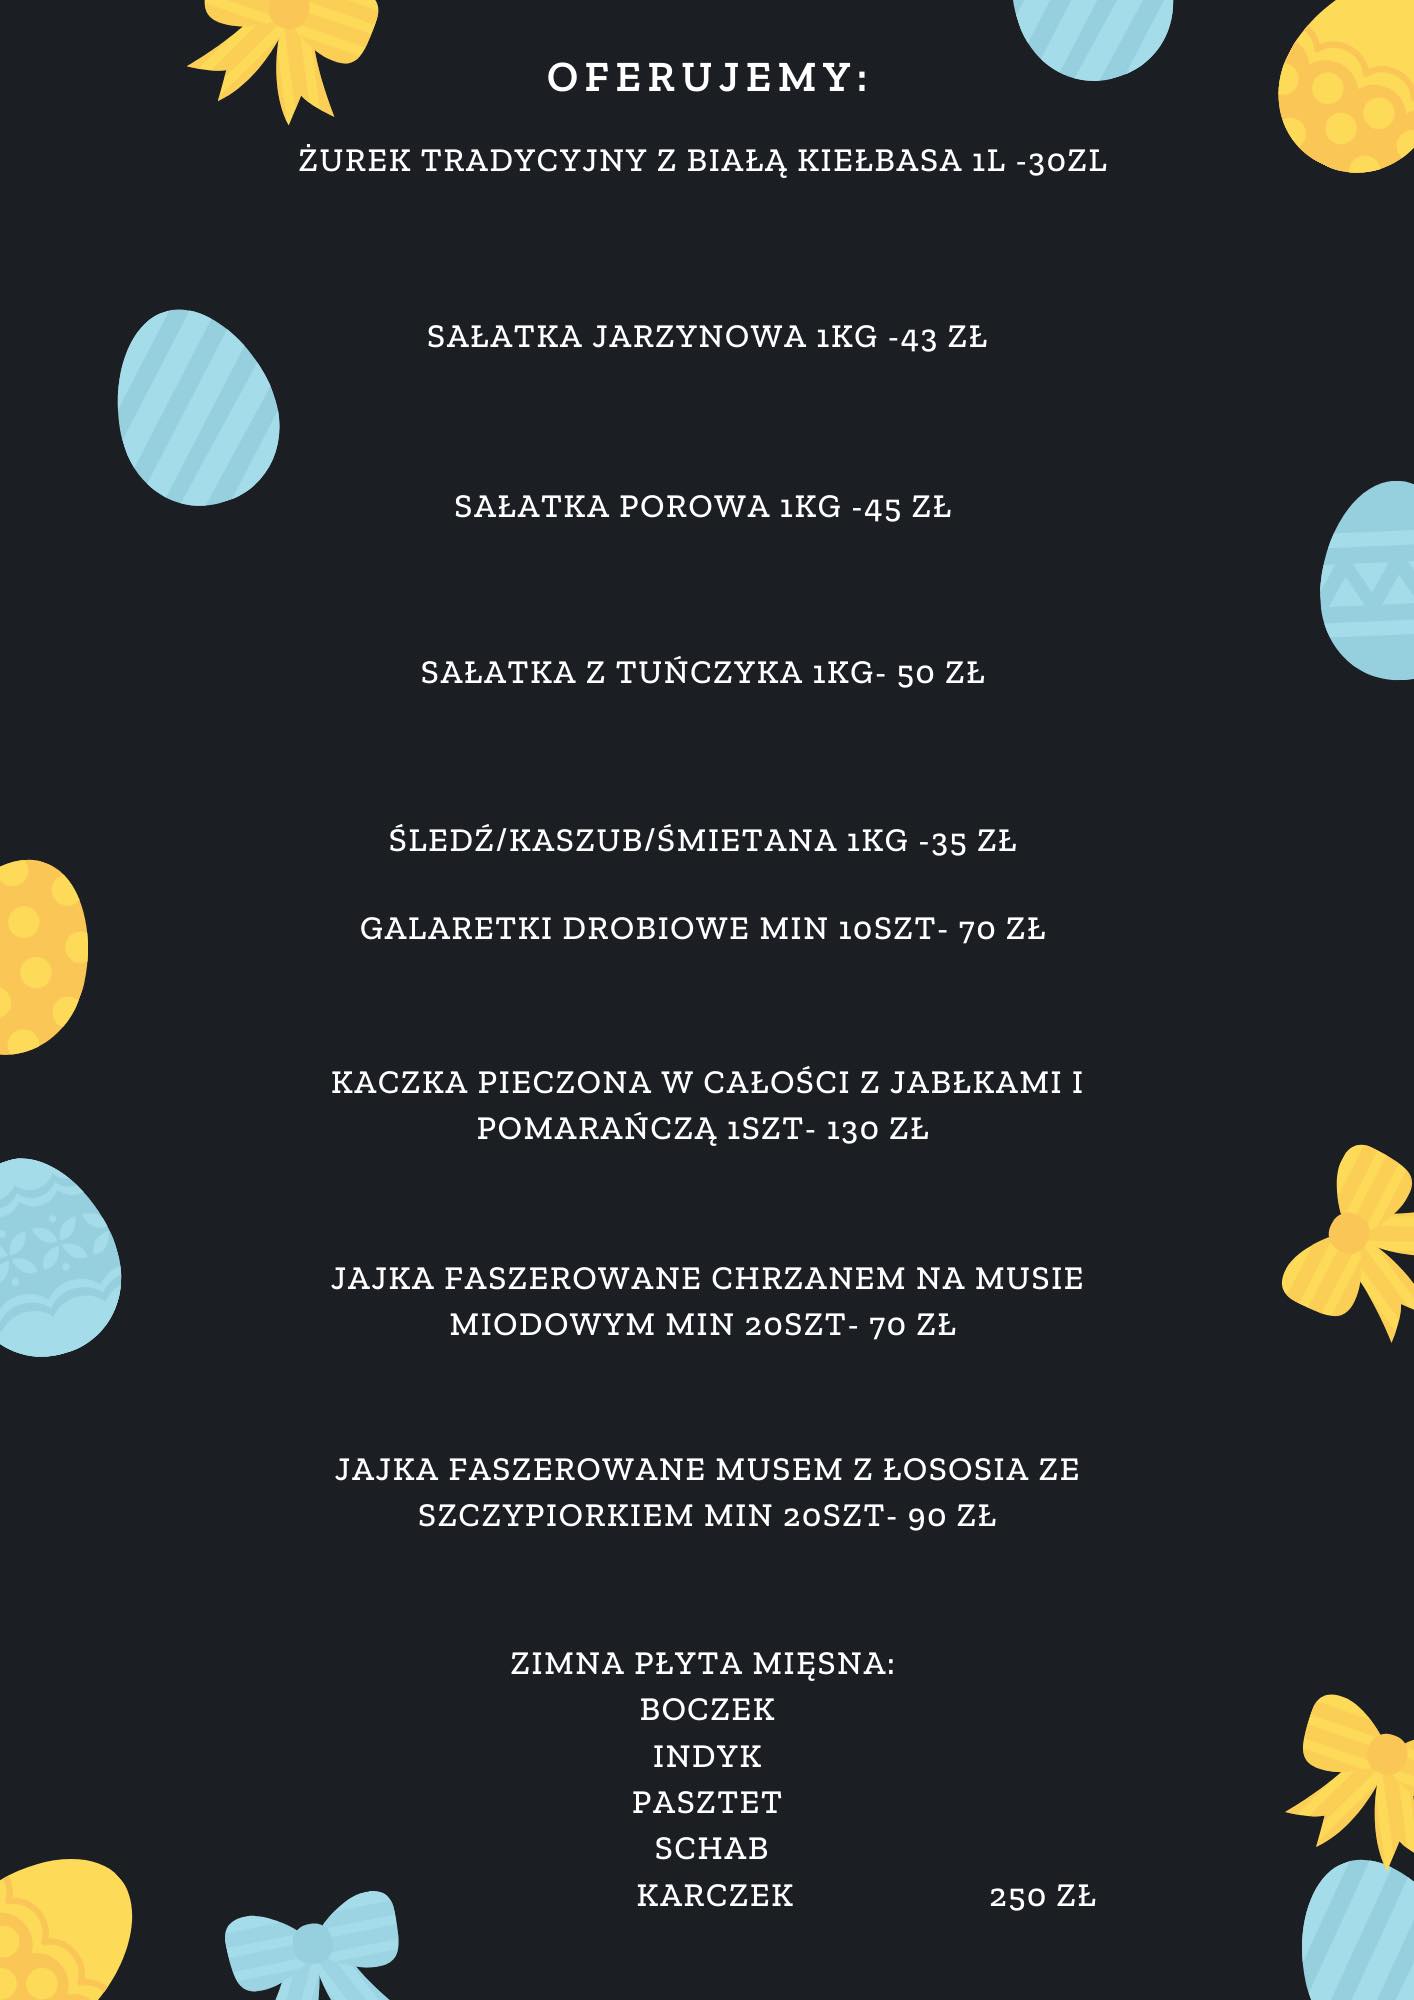 OFERUJEMY:
ŻUREK TRADYCYJNY Z BIAŁĄ KIEŁBASA 1L -30ZL
SAŁATKA JARZYNOWA 1KG -43 ZŁ
SAŁATKA POROWA 1KG -45 ZŁ
SAŁATKA Z TUŃCZYKA 1KG- 50 ZŁ
ŚLEDŹ/KASZUB/ŚMIETANA 1KG -35 ZŁ
GALARETKI DROBIOWE MIN 10SZT- 70 ZŁ
KACZKA PIECZONA W CAŁOŚCI Z JABŁKAMI I
POMARAŃCZĄ 1SZT- 130 ZŁ
JAJKA FASZEROWANE CHRZANEM NA MUSIE
MIODOWYM MIN 20SZT- 70 ZŁ
JAJKA FASZEROWANE MUSEM Z ŁOSOSIA ZE
SZCZYPIORKIEM MIN 20SZT- 90 ZŁ
ZIMNA PŁYTA MIĘSNA:
BOCZEK
INDYK
PASZTET
SCHAB
KARCZEK 250 ZŁ